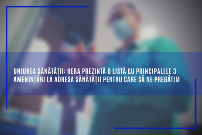 UNIUNEA SĂNĂTĂȚII: HERA PREZINTĂ O LISTĂ CU PRINCIPALELE 3
AMENINȚĂRI LA ADRESA SĂNĂTĂȚII PENTRU CARE SĂ NE PREGĂTIM